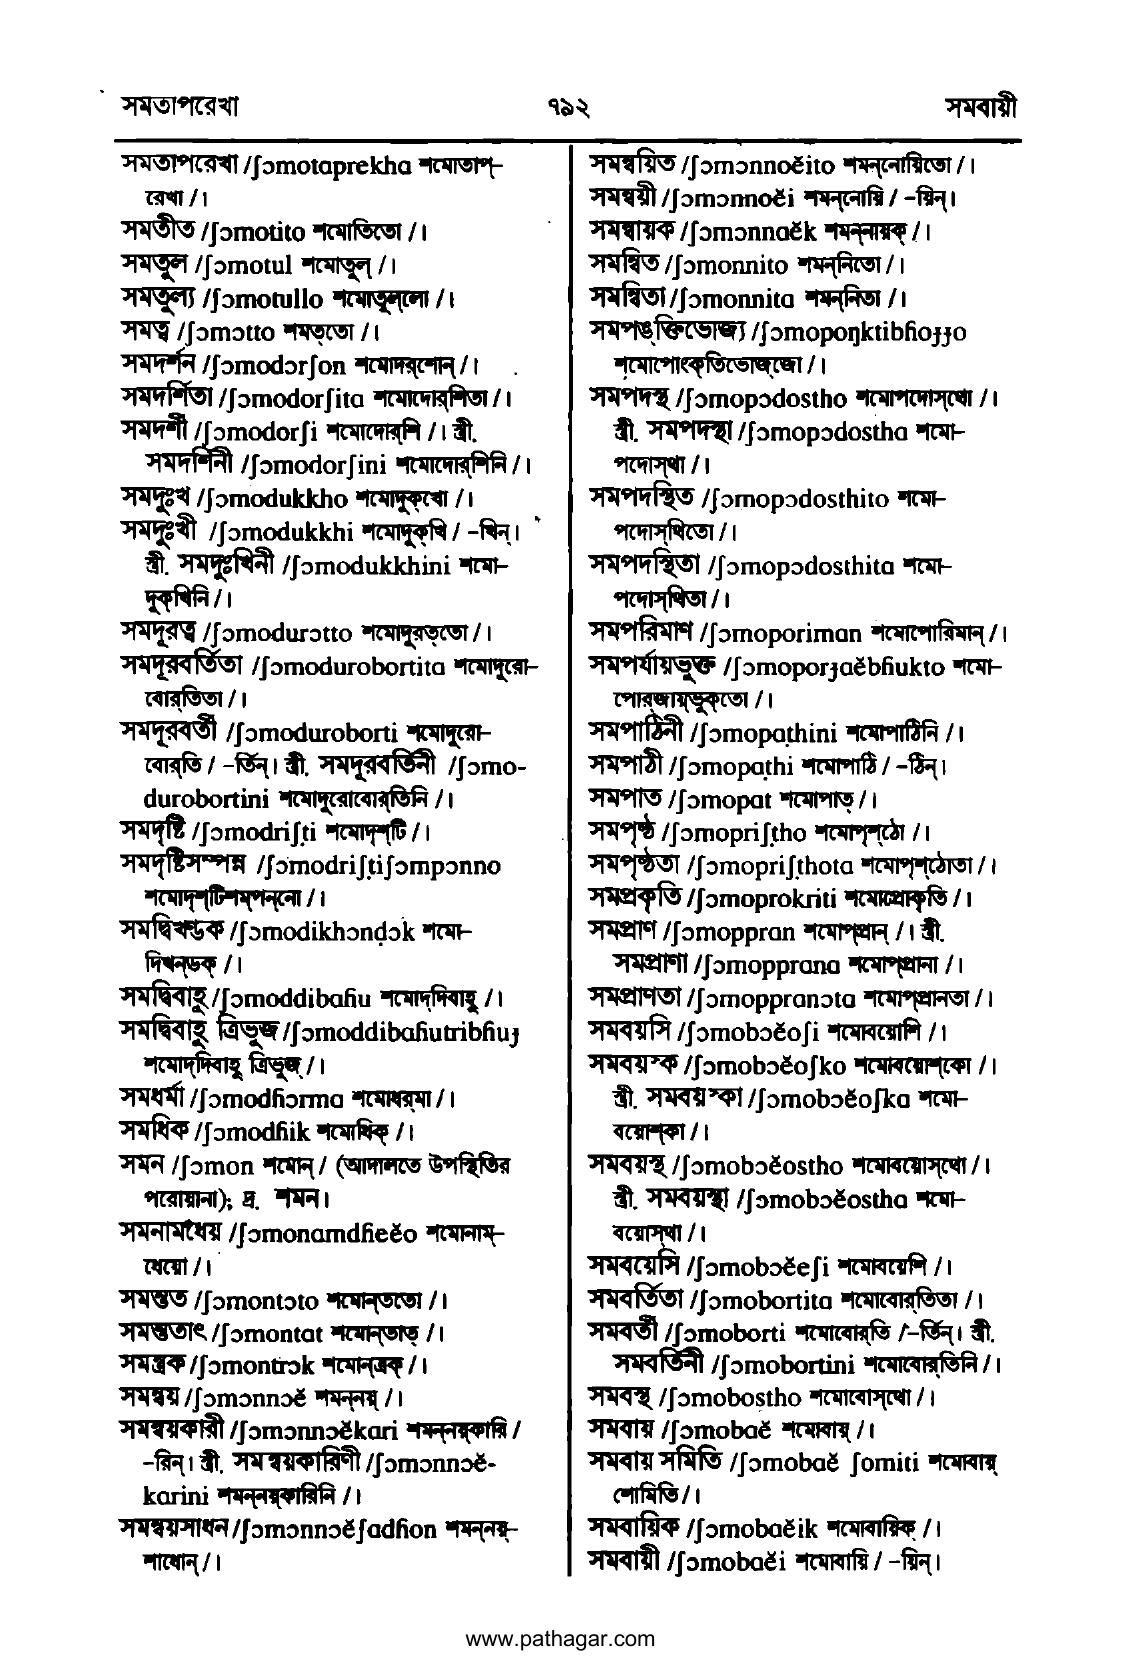 সমতাপরেখা ৭৯২ সমবায়ী
সমতাপরেখা /ʃɔmotaprekha শমোতাপ্-
রেখা /।
সমতীত /ʃɔmotito শমোতিতো /।
সমতুল /ʃɔmotul শমোতুল্ /।
সমতুল্য /ʃɔmotullo শমোতুল্‌লো /।
সমত্ব /ʃɔmɔtto শমত্‌তো /।
সমদর্শন /ʃɔmodɔrʃon শমোদর্‌শোন্ /।
সমদর্শিতা /ʃɔmodorʃita শমোদোর্‌শিতা /।
সমদর্শী /ʃɔmodorʃi শমোদোর্‌শি /। স্ত্রী.
সমদর্শিনী /ʃɔmodorʃini শমোদোর্‌শিনি /।
সমদুঃখ /ʃɔmodukkho শমোদুক্‌খো /।
সমদুঃখী /ʃɔmodukkhi শমোদুক্‌খি / -খিন্।
স্ত্রী. সমদুঃখিনী /ʃɔmodukkhini শমো-
দুক্‌খিনি /।
সমদূরত্ব /ʃɔmodurɔtto শমোদুরত্‌তো /।
সমদূরবর্তিতা /ʃɔmodurobortita শমোদুরো-
বোর্‌তিতা /।
সমদূরবর্তী /ʃɔmoduroborti শমোদুরো-
বোর্‌তি / -র্তিন্। স্ত্রী. সমদূরবর্তিনী /ʃɔmo-
durobortini শমোদুরোবোর্‌তিনি /।
সমদৃষ্টি /ʃɔmodriʃṭi শমোদৃশ্‌টি /।
সমদৃষ্টিসম্পন্ন /ʃɔmodriʃṭiʃɔmpɔnno
শমোদৃশ্‌টিশম্‌পন্‌নো /।
সমদ্বিখণ্ডক /ʃɔmodikhɔnḍɔk শমো-
দিখন্‌ডক্ /।
সমদ্বিবাহু /ʃɔmoddibaɦiu শমোদ্‌দিবাহু /।
সমদ্বিবাহু ত্রিভুজ /ʃɔmoddibaɦiutribɦiuɟ
শমোদ্‌দিবাহু ত্রিভুজ্ /।
সমধর্মা /ʃɔmodɦɔrma শমোধর্‌মা /।
সমধিক /ʃɔmodɦik শমোধিক্ /।
সমন /ʃɔmon শমোন্ / (আদালতে উপস্থিতির
পরোয়ানা); দ্র. শমন।
সমনামধেয় /ʃɔmonamdɦeĕo শমোনাম্-
ধেয়ো /।
সমন্তত /ʃɔmontɔto শমোন্‌ততো /।
সমন্ততাৎ /ʃɔmontat শমোন্‌তাত্ /।
সমন্ত্রক /ʃɔmontrɔk শমোন্‌ত্রক্ /।
সমন্বয় /ʃɔmɔnnɔĕ শমন্‌নয়্ /।
সমন্বয়কারী /ʃɔmɔnnɔĕkari শমন্‌নয়্‌কারি /
-রিন্। স্ত্রী. সমন্বয়কারিণী /ʃɔmɔnnɔĕ-
karini শমন্‌নয়্‌কারিনি /।
সমন্বয়সাধন /ʃɔmɔnnɔĕʃadɦon শমন্‌নয়্-
শাধোন্ /।
সমন্বয়িত /ʃɔmɔnnoĕito শমন্‌নোয়িতো /।
সমন্বয়ী /ʃɔmɔnnoĕi শমন্‌নোয়ি / -য়িন্।
সমন্বায়ক /ʃɔmɔnnaĕk শমন্‌নায়ক্ /।
সমন্বিত /ʃɔmonnito শমন্‌নিতো /।
সমন্বিতা /ʃɔmonnita শমন্‌নিতা /।
সমপঙ্‌ক্তিভোজ্য /ʃɔmopoŋktibɦoɟɟo
শমোপোংক্‌তিভোজ্‌জো /।
সমপদস্থ /ʃɔmopɔdostho শমোপদোস্‌থো /।
স্ত্রী. সমপদস্থা /ʃɔmopɔdostha শমো-
পদোস্‌থা /।
সমপদস্থিত /ʃɔmopɔdosthito শমো-
পদোস্‌থিতো /।
সমপদস্থিতা /ʃɔmopɔdosthita শমো-
পদোস্‌থিতা /।
সমপরিমাণ /ʃɔmoporiman শমোপোরিমান্ /।
সমপর্যায়ভুক্ত /ʃɔmoporɟaĕbɦukto শমো-
পোরজায়্‌ভুক্‌তো /।
সমপাঠিনী /ʃɔmopaṭhini শমোপাঠিনি /।
সমপাঠী /ʃɔmopaṭhi শমোপাঠি / -ঠিন্।
সমপাত /ʃɔmopat শমোপাত্ /।
সমপৃষ্ঠ /ʃɔmopriʃṭho শমোপৃশ্‌ঠো /।
সমপৃষ্ঠতা /ʃɔmopriʃṭhota শমোপৃশ্‌ঠোতা /।
সমপ্রকৃতি /ʃɔmoprokriti শমোপ্রোকৃতি /।
সমপ্রাণ /ʃɔmoppran শমোপ্‌প্রান্ /। স্ত্রী.
সমপ্রাণা /ʃɔmopprana শমোপ্‌প্রানা /।
সমপ্রাণতা /ʃɔmoppranɔta শমোপ্‌প্রানতা /।
সমবয়সি /ʃɔmobɔĕoʃi শমোবয়োশি /।
সমবয়স্ক /ʃɔmobɔĕoʃko শমোবয়োশ্‌কো /।
স্ত্রী. সমবয়স্কা /ʃɔmobɔĕoʃka শমো-
বয়োশ্‌কা /।
সমবয়স্থ /ʃɔmobɔĕostho শমোবয়োস্‌থো /।
স্ত্রী. সমবয়স্থা /ʃɔmobɔĕostha শমো-
বয়োস্‌থা /।
সমবয়েসি /ʃɔmobɔĕeʃi শমোবয়েশি /।
সমবর্তিতা /ʃɔmobortita শমোবোর্‌তিতা /।
সমবর্তী /ʃɔmoborti শমোবোর্‌তি /-র্তিন্। স্ত্রী.
সমবর্তিনী /ʃɔmobortini শমোবোর্‌তিনি /।
সমবস্থ /ʃɔmobostho শমোবোস্‌থো /।
সমবায় /ʃɔmobaĕ শমোবায়্ /।
সমবায় সমিতি /ʃɔmobaĕ ʃomiti শমোবায়্
শোমিতি /।
সমবায়িক /ʃɔmobaĕik শমোবায়িক্ /।
সমবায়ী /ʃɔmobaĕi শমোবায়ি / -য়িন্।
www.pathagar.com